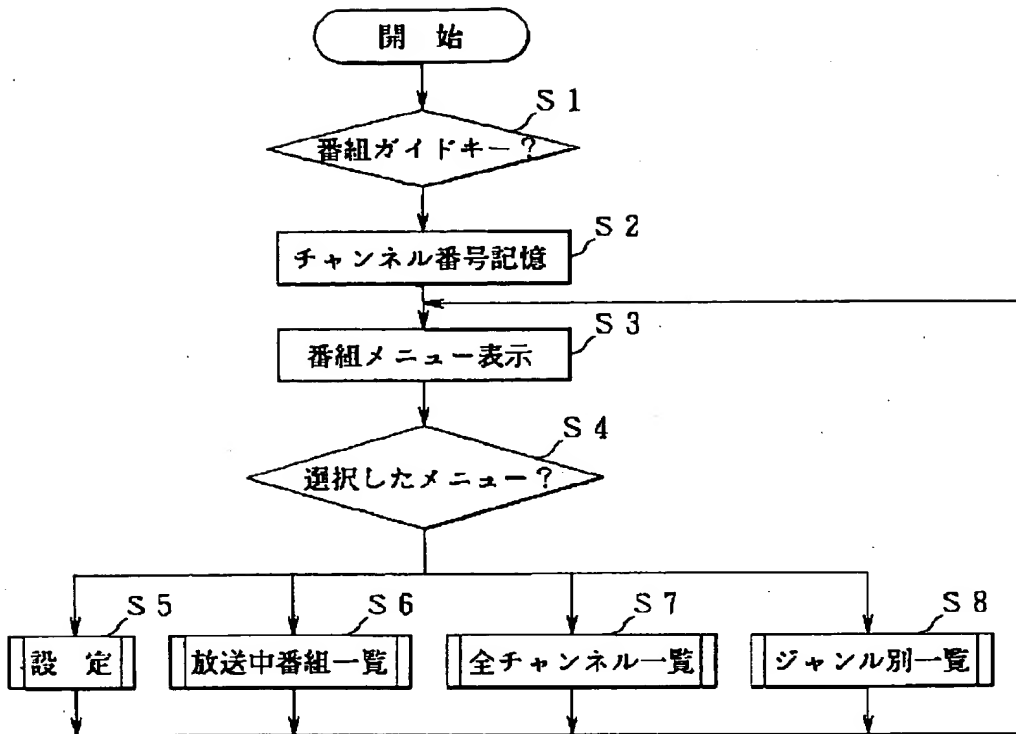 開 始
S1
番組ガイドキー?
S2
チャンネル番号記憶
S3
番組メニュー表示
S4
選択したメニュー?
S5
S6
S7
S8
設 定
放送中番組一覧
全チャンネル一覧
ジャンル別一覧